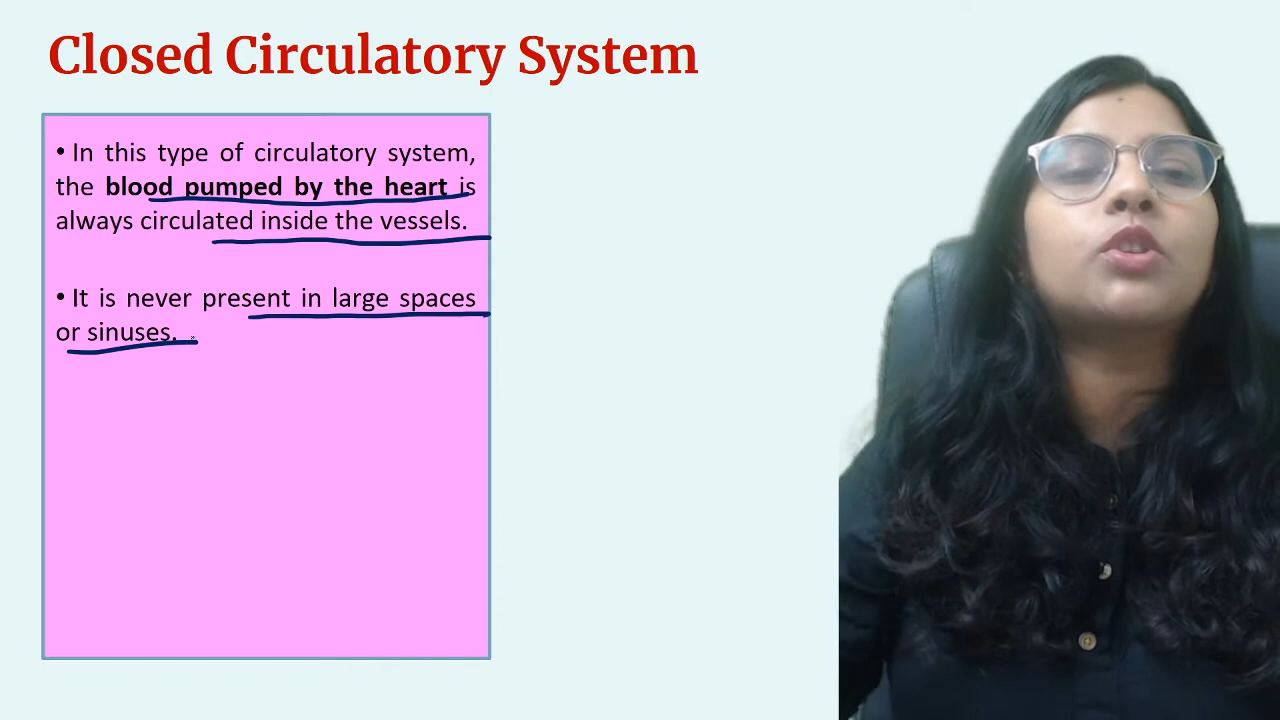 Closed Circulatory System
• In this type of circulatory system,
the blood pumped by the heart is
always circulated inside the vessels.
• It is never present in large spaces
or sinuses.